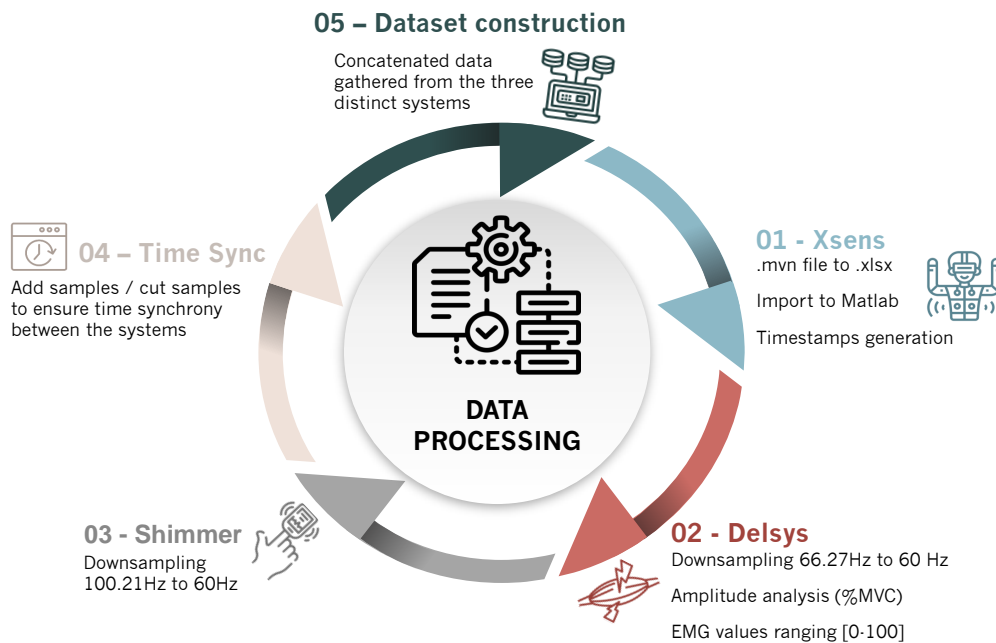 05 – Dataset construction
Concatenated data
gathered from the three
distinct systems
01 - Xsens
.mvn file to .xlsx
Import to Matlab
Timestamps generation
02 - Delsys
Downsampling 66.27Hz to 60 Hz
Amplitude analysis (%MVC)
EMG values ranging [0-100]
03 - Shimmer
Downsampling
100.21Hz to 60Hz
04 – Time Sync
Add samples / cut samples
to ensure time synchrony
between the systems
DATA
PROCESSING